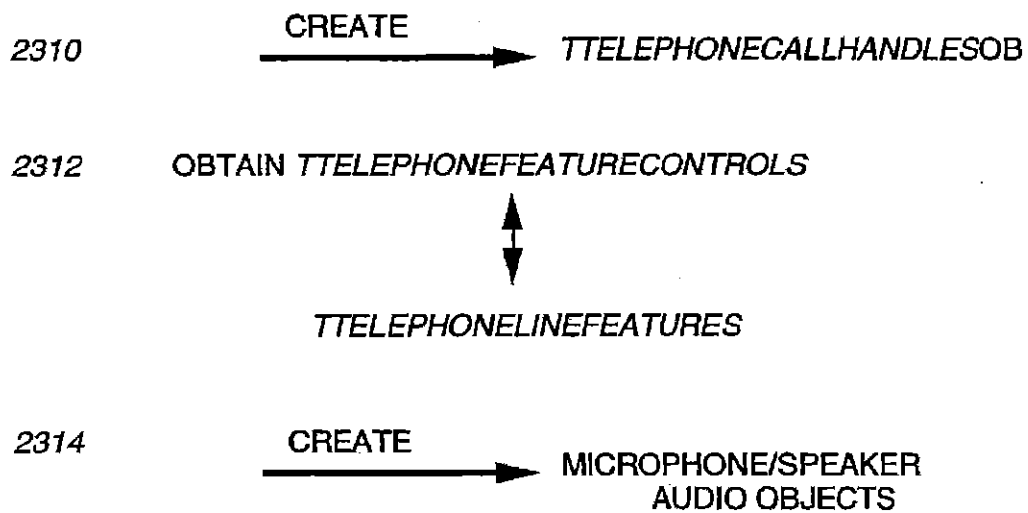 CREATE
2310 TTELEPHONECALLHANDLESOB
2312 OBTAIN TTELEPHONEFEATURECONTROLS
TTELEPHONELINEFEATURES
2314 CREATE
MICROPHONE/SPEAKER
AUDIO OBJECTS